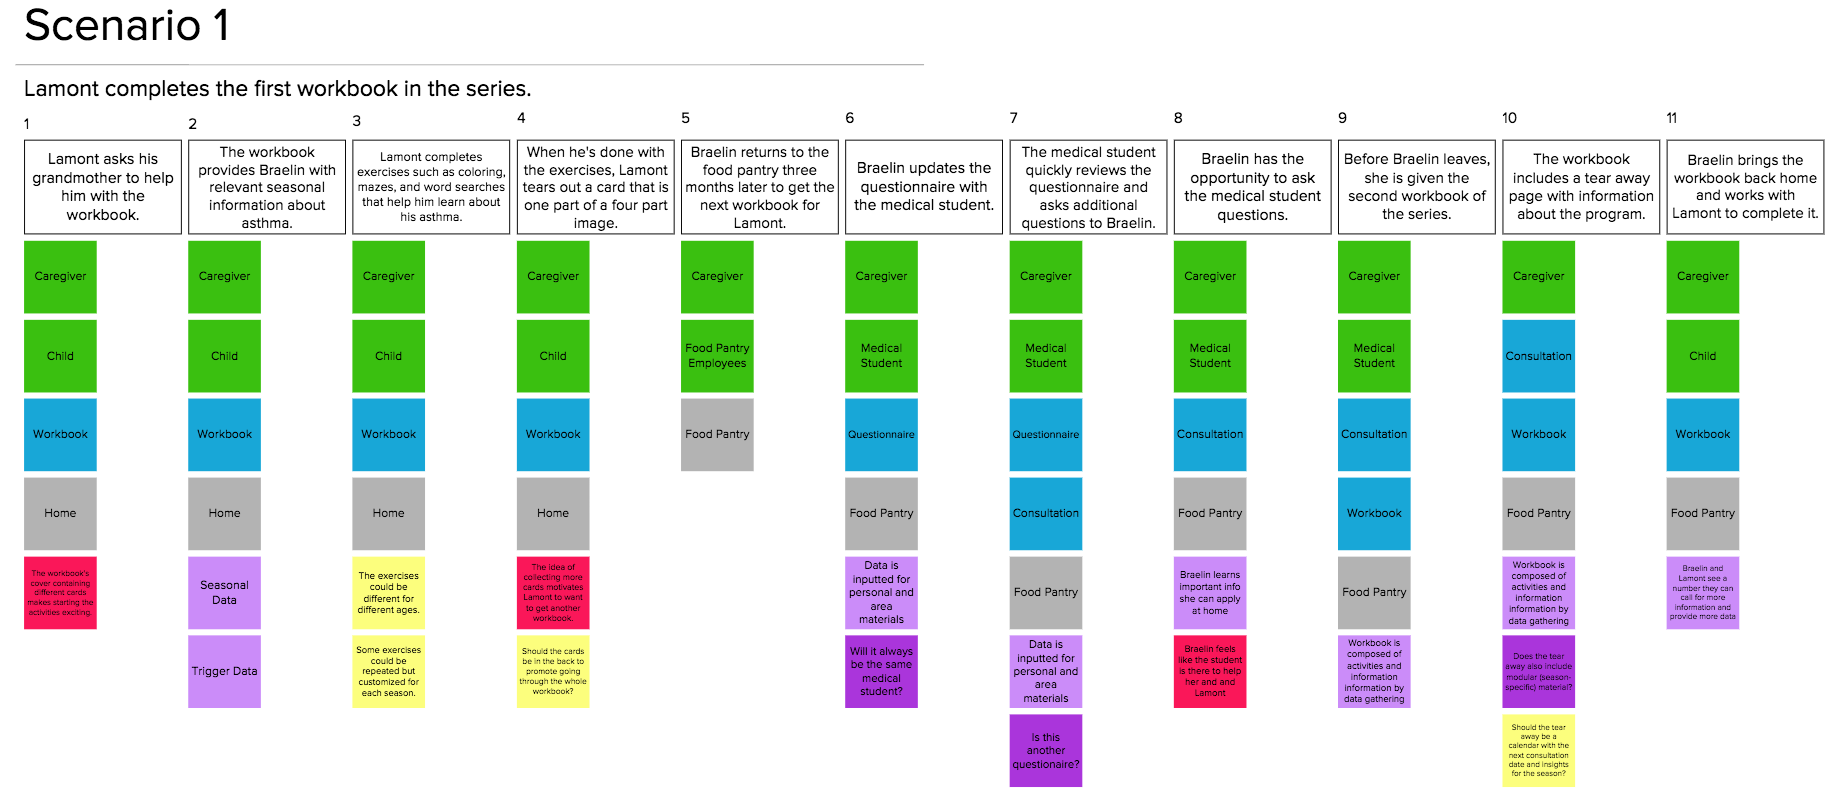 Scenario 1
Lamont completes the first workbook in the series.
1
Lamont asks his
grandmother to help
him with the
workbook.
Caregiver
Child
Workbook
Home
The workbook's
cover containing
different cards
makes starting the
activities exciting.
2
The workbook
provides Braelin with
relevant seasonal
information about
asthma.
Caregiver
Child
Workbook
Home
Seasonal
Data
Trigger Data
3
Lamont completes
exercises such as coloring,
mazes, and word searches
that help him learn about
his asthma.
Caregiver
Child
Workbook
Home
The exercises
could be
different for
different ages.
Some exercises
could be
repeated but
customized for
each season.
4
When he's done with
the exercises, Lamont
tears out a card that is
one part of a four part
image.
Caregiver
Child
Workbook
Home
The idea of
collecting more
cards motivates
Lamont to want
to get another
workbook.
Should the cards
be in the back to
promote going
through the whole
workbook?
5
Braelin returns to the
food pantry three
months later to get the
next workbook for
Lamont.
Caregiver
Food Pantry
Employees
Food Pantry
6
Braelin updates the
questionnaire with
the medical student.
Caregiver
Medical
Student
Questionnaire
Food Pantry
Data is
inputted for
personal and
area
materials
Will it always
be the same
medical
student?
7
The medical student
quickly reviews the
questionnaire and
asks additional
questions to Braelin.
Caregiver
Medical
Student
Questionnaire
Consultation
Food Pantry
Data is
inputted for
personal and
area
materials
Is this
another
questionaire?
8
Braelin has the
opportunity to ask
the medical student
questions.
Caregiver
Medical
Student
Consultation
Food Pantry
Braelin learns
important info
she can apply
at home
Braelin feels
like the student
is there to help
her and and
Lamont
9
Before Braelin leaves,
she is given the
second workbook of
the series.
Caregiver
Medical
Student
Consultation
Workbook
Food Pantry
Workbook is
composed of
activities and
information
information by
data gathering
10
The workbook
includes a tear away
page with information
about the program.
Caregiver
Consultation
Workbook
Food Pantry
Workbook is
composed of
activities and
information
information by
data gathering
Does the tear
away also include
modular (season-
specific) material?
Should the tear
away be a
calendar with the
next consultation
date and insights
for the season?
11
Braelin brings the
workbook back home
and works with
Lamont to complete it.
Caregiver
Child
Workbook
Food Pantry
Braelin and
Lamont see a
number they can
call for more
information and
provide more data